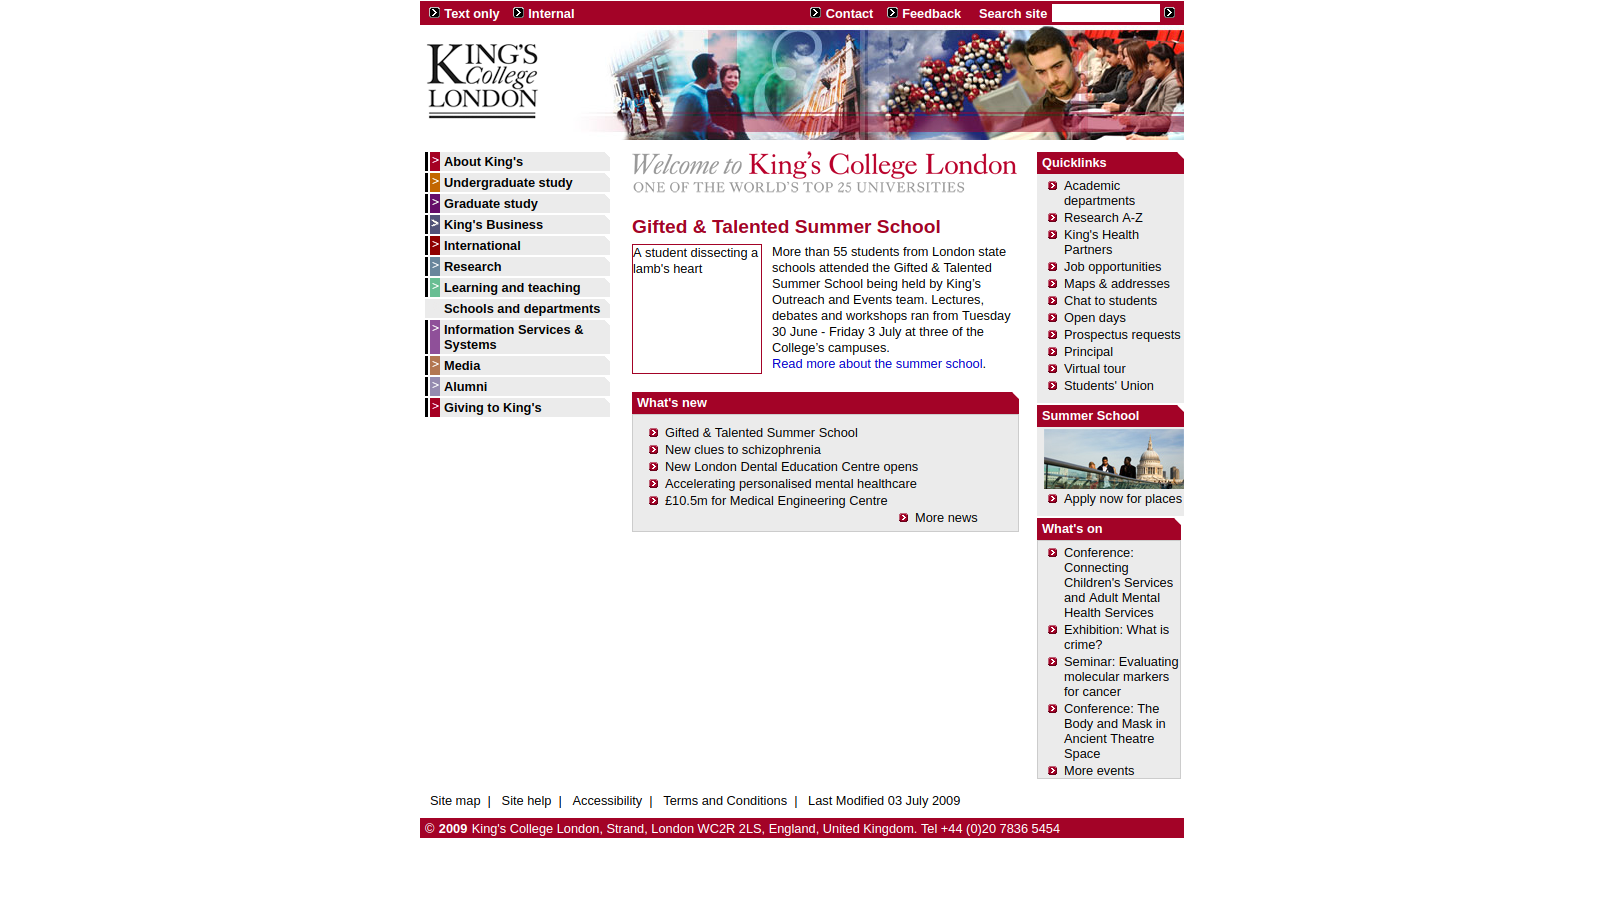 Text only Internal Contact Feedback Search site
KING'S
College
LONDON
About King's
Undergraduate study
Graduate study
King's Business
International
Research
Learning and teaching
Schools and departments
Information Services &
Systems
Media
Alumni
Giving to King's
Welcome to King's College London
ONE OF THE WORLD'S TOP 25 UNIVERSITIES
Gifted & Talented Summer School
A student dissecting a
lamb's heart
More than 55 students from London state
schools attended the Gifted & Talented
Summer School being held by King’s
Outreach and Events team. Lectures,
debates and workshops ran from Tuesday
30 June - Friday 3 July at three of the
College’s campuses.
Read more about the summer school.
What's new
Gifted & Talented Summer School
New clues to schizophrenia
New London Dental Education Centre opens
Accelerating personalised mental healthcare
£10.5m for Medical Engineering Centre
More news
Quicklinks
Academic
departments
Research A-Z
King's Health
Partners
Job opportunities
Maps & addresses
Chat to students
Open days
Prospectus requests
Principal
Virtual tour
Students' Union
Summer School
Apply now for places
What's on
Conference:
Connecting
Children's Services
and Adult Mental
Health Services
Exhibition: What is
crime?
Seminar: Evaluating
molecular markers
for cancer
Conference: The
Body and Mask in
Ancient Theatre
Space
More events
Site map | Site help | Accessibility | Terms and Conditions | Last Modified 03 July 2009
© 2009 King's College London, Strand, London WC2R 2LS, England, United Kingdom. Tel +44 (0)20 7836 5454